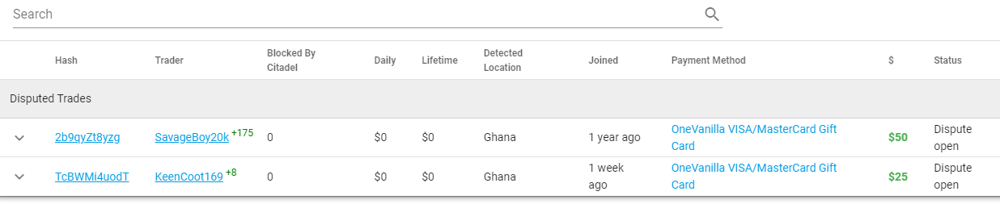 Search
Hash Trader Blocked By Citadel Daily Lifetime Detected Location Joined Payment Method $ Status
Disputed Trades
2b9qyZt8yzg SavageBoy20k +175 0 $0 $0 Ghana 1 year ago OneVanilla VISA/MasterCard Gift Card $50 Dispute open
TcBWMi4uodT KeenCoot169 +8 0 $0 $0 Ghana 1 week ago OneVanilla VISA/MasterCard Gift Card $25 Dispute open